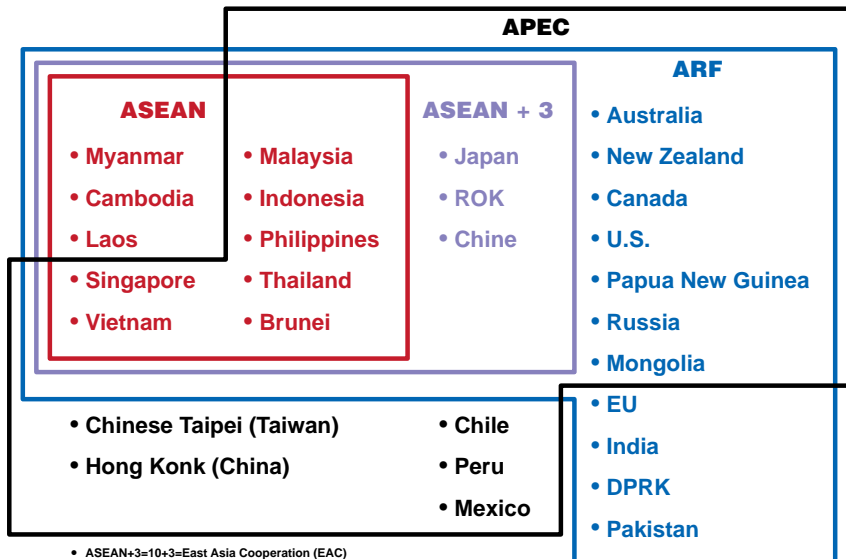 APEC
ARF
ASEAN
• Myanmar
• Cambodia
• Laos
• Singapore
• Vietnam
• Malaysia
• Indonesia
• Philippines
• Thailand
• Brunei
ASEAN + 3
• Japan
• ROK
• Chine
• Australia
• New Zealand
• Canada
• U.S.
• Papua New Guinea
• Russia
• Mongolia
• EU
• India
• DPRK
• Pakistan
• Chinese Taipei (Taiwan)
• Hong Konk (China)
• Chile
• Peru
• Mexico
• ASEAN+3=10+3=East Asia Cooperation (EAC)